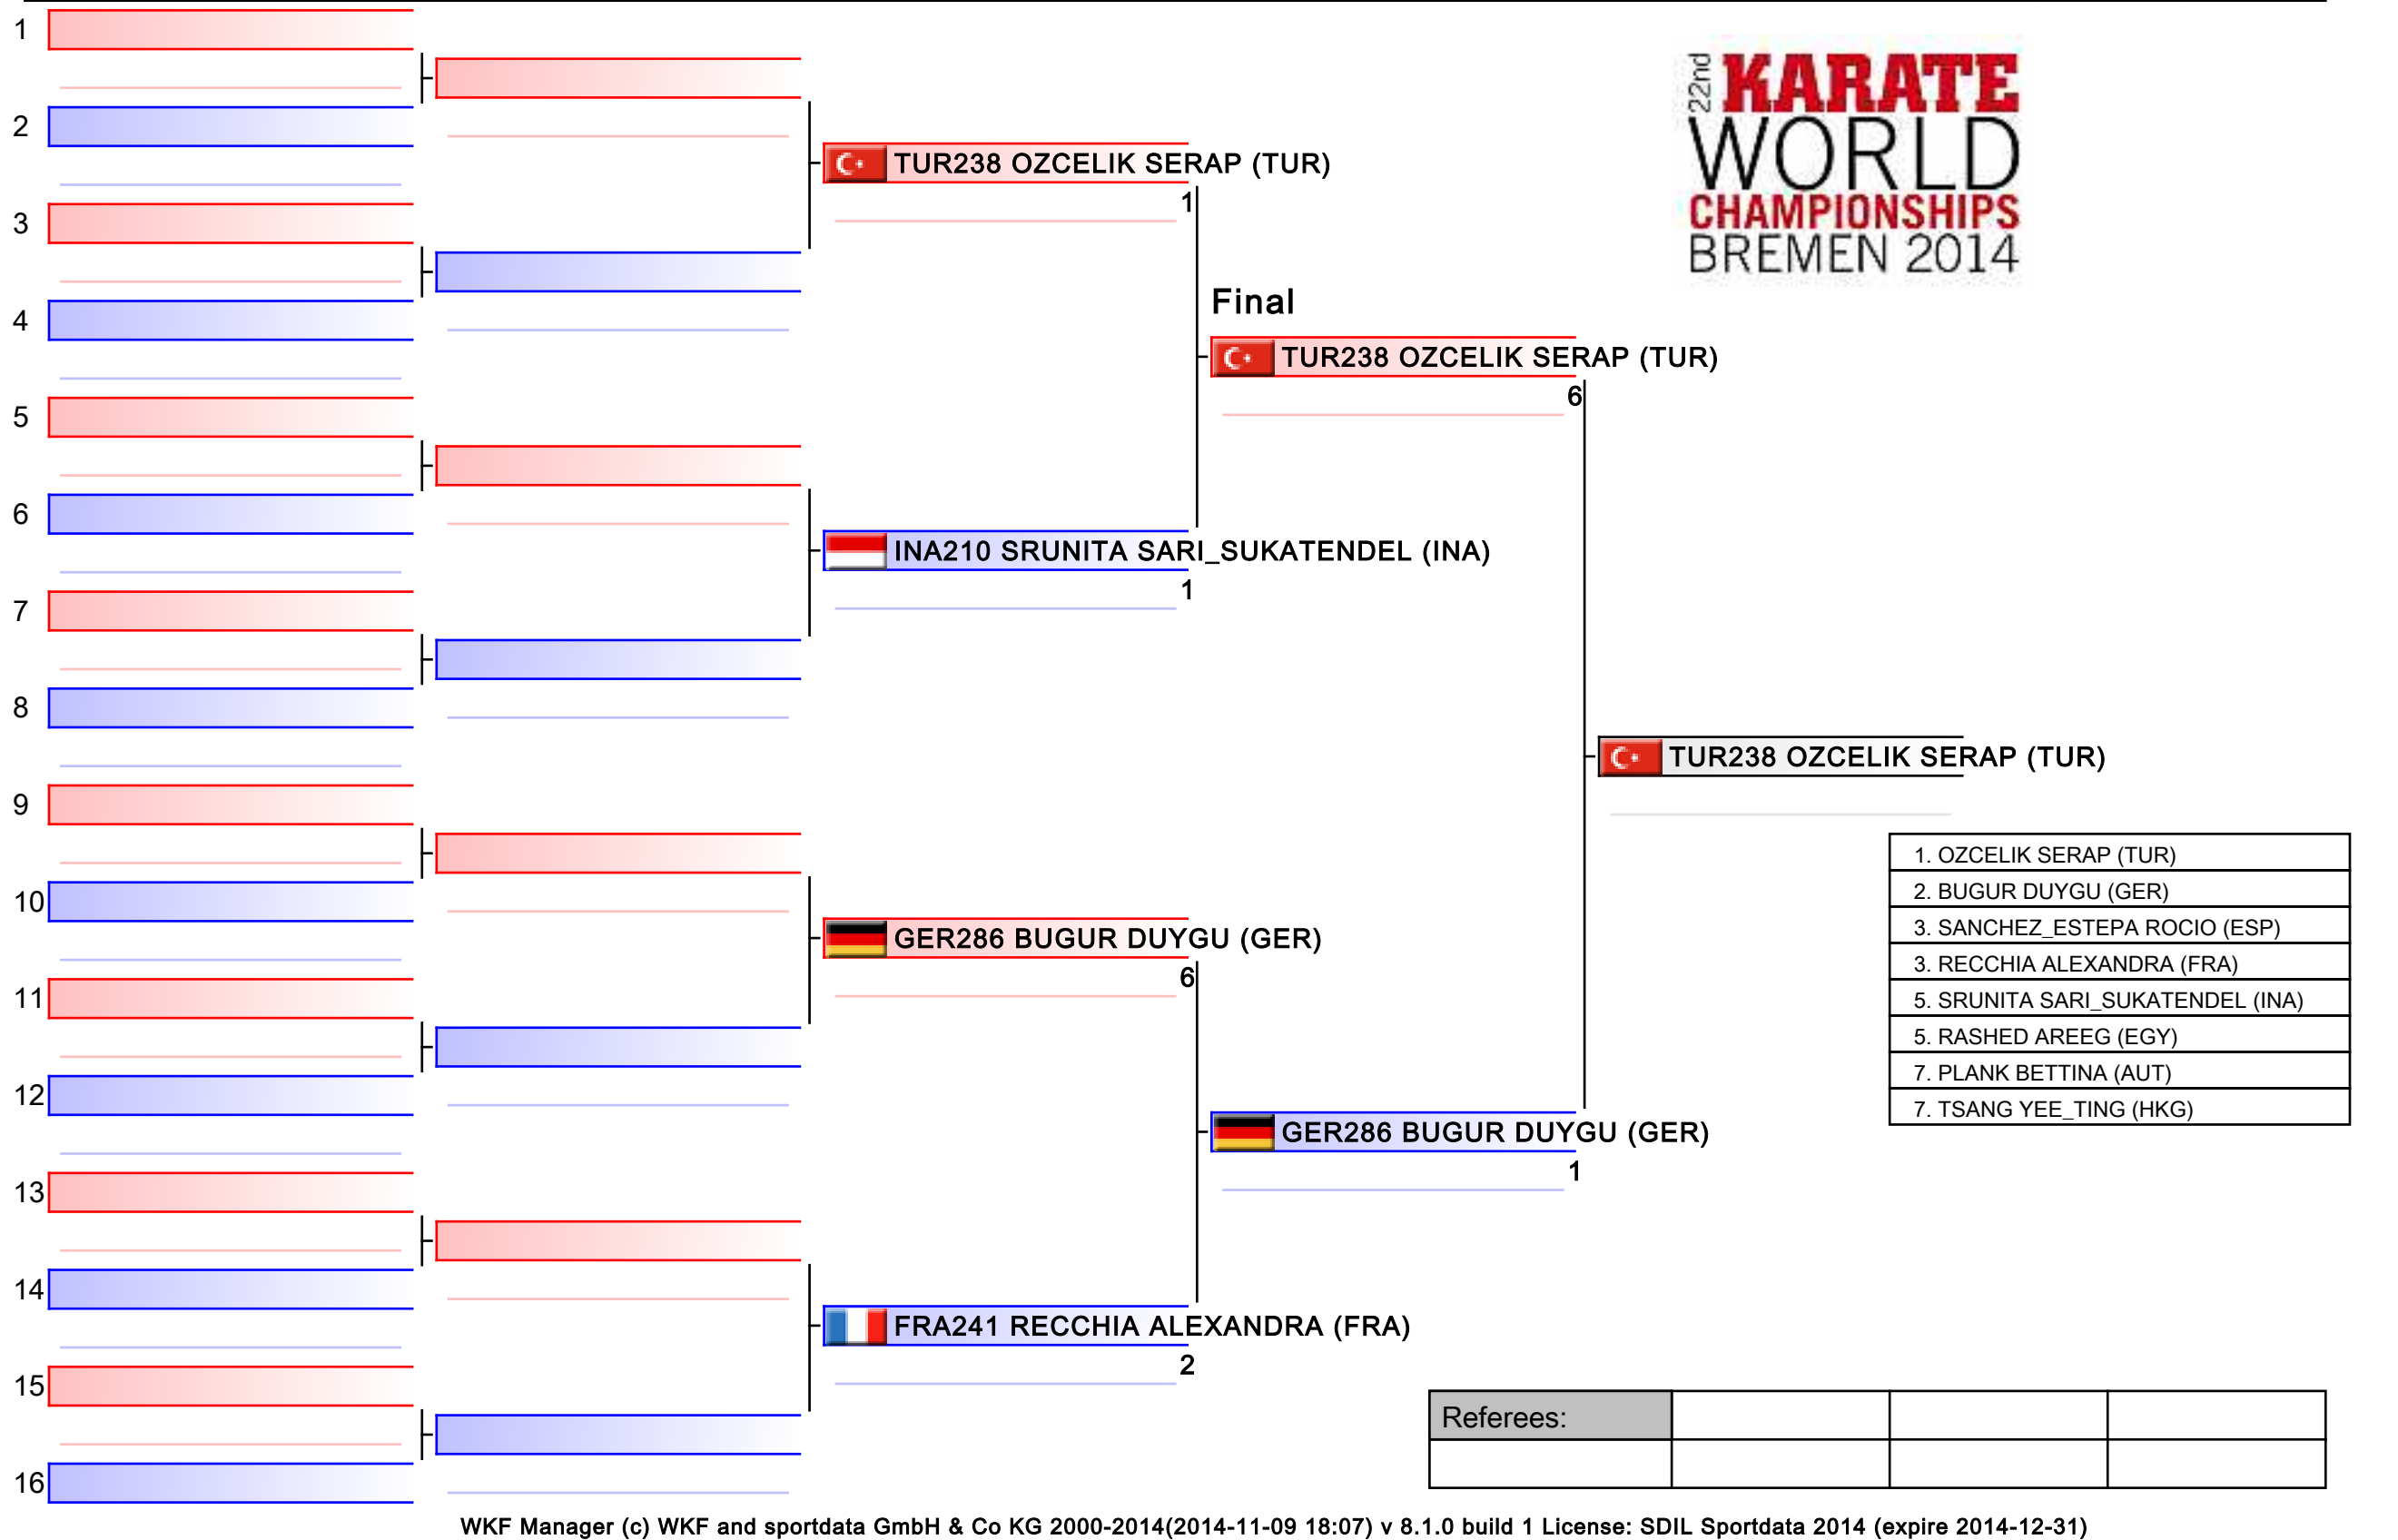 1
2
3
4
5
6
7
8
9
10
11
12
13
14
15
16
TUR238 OZCELIK SERAP (TUR)
1
INA210 SRUNITA SARI_SUKATENDEL (INA)
1
GER286 BUGUR DUYGU (GER)
6
FRA241 RECCHIA ALEXANDRA (FRA)
2
Final
TUR238 OZCELIK SERAP (TUR)
6
GER286 BUGUR DUYGU (GER)
1
TUR238 OZCELIK SERAP (TUR)
22nd
KARATE
WORLD
CHAMPIONSHIPS
BREMEN 2014
1. OZCELIK SERAP (TUR)
2. BUGUR DUYGU (GER)
3. SANCHEZ_ESTEPA ROCIO (ESP)
3. RECCHIA ALEXANDRA (FRA)
5. SRUNITA SARI_SUKATENDEL (INA)
5. RASHED AREEG (EGY)
7. PLANK BETTINA (AUT)
7. TSANG YEE_TING (HKG)
Referees:
WKF Manager (c) WKF and sportdata GmbH & Co KG 2000-2014(2014-11-09 18:07) v 8.1.0 build 1 License: SDIL Sportdata 2014 (expire 2014-12-31)